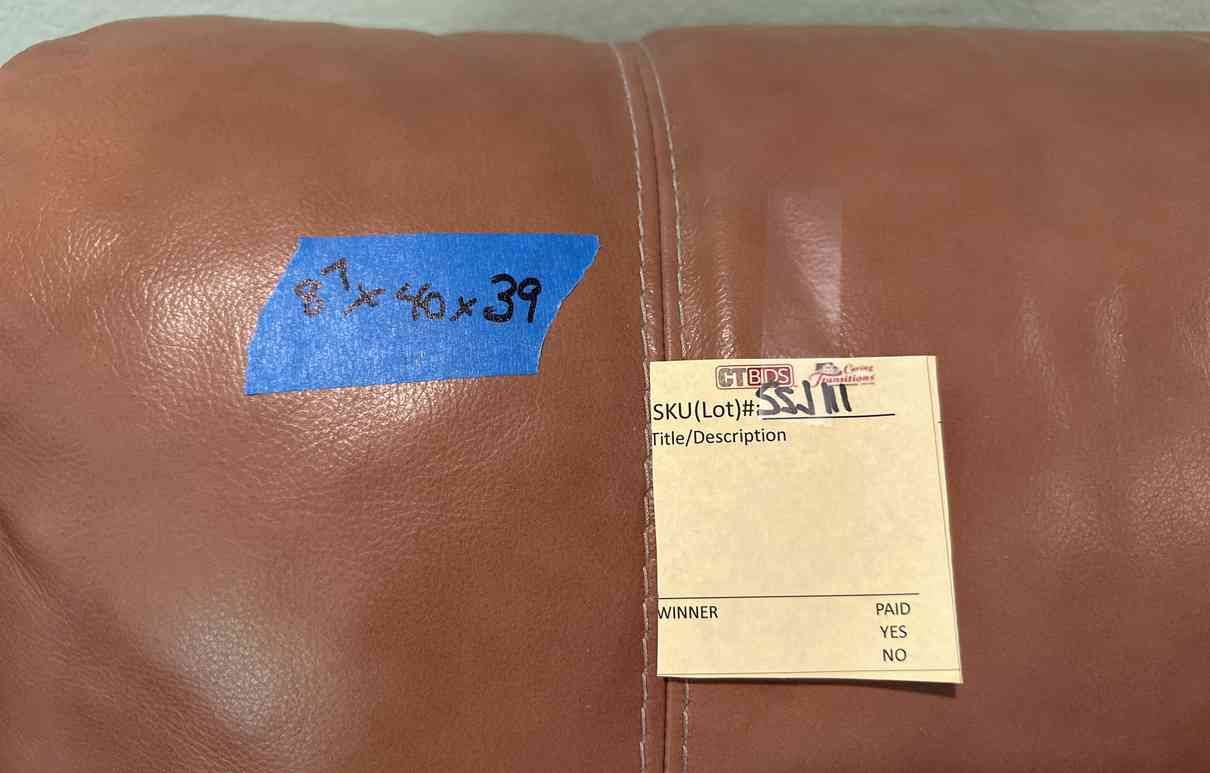 87 x 40 x 39
CTBIDS
Caring Transitions
SKU(Lot)#: SSJ111
Title/Description
WINNER PAID
YES
NO